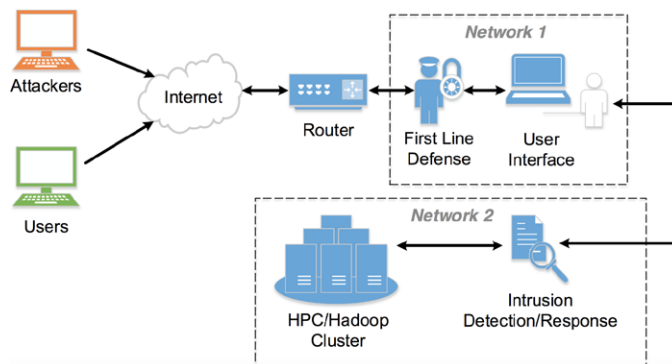 Network 1
Attackers
Internet
Router
First Line
Defense
User
Interface
Users
Network 2
HPC/Hadoop
Cluster
Intrusion
Detection/Response